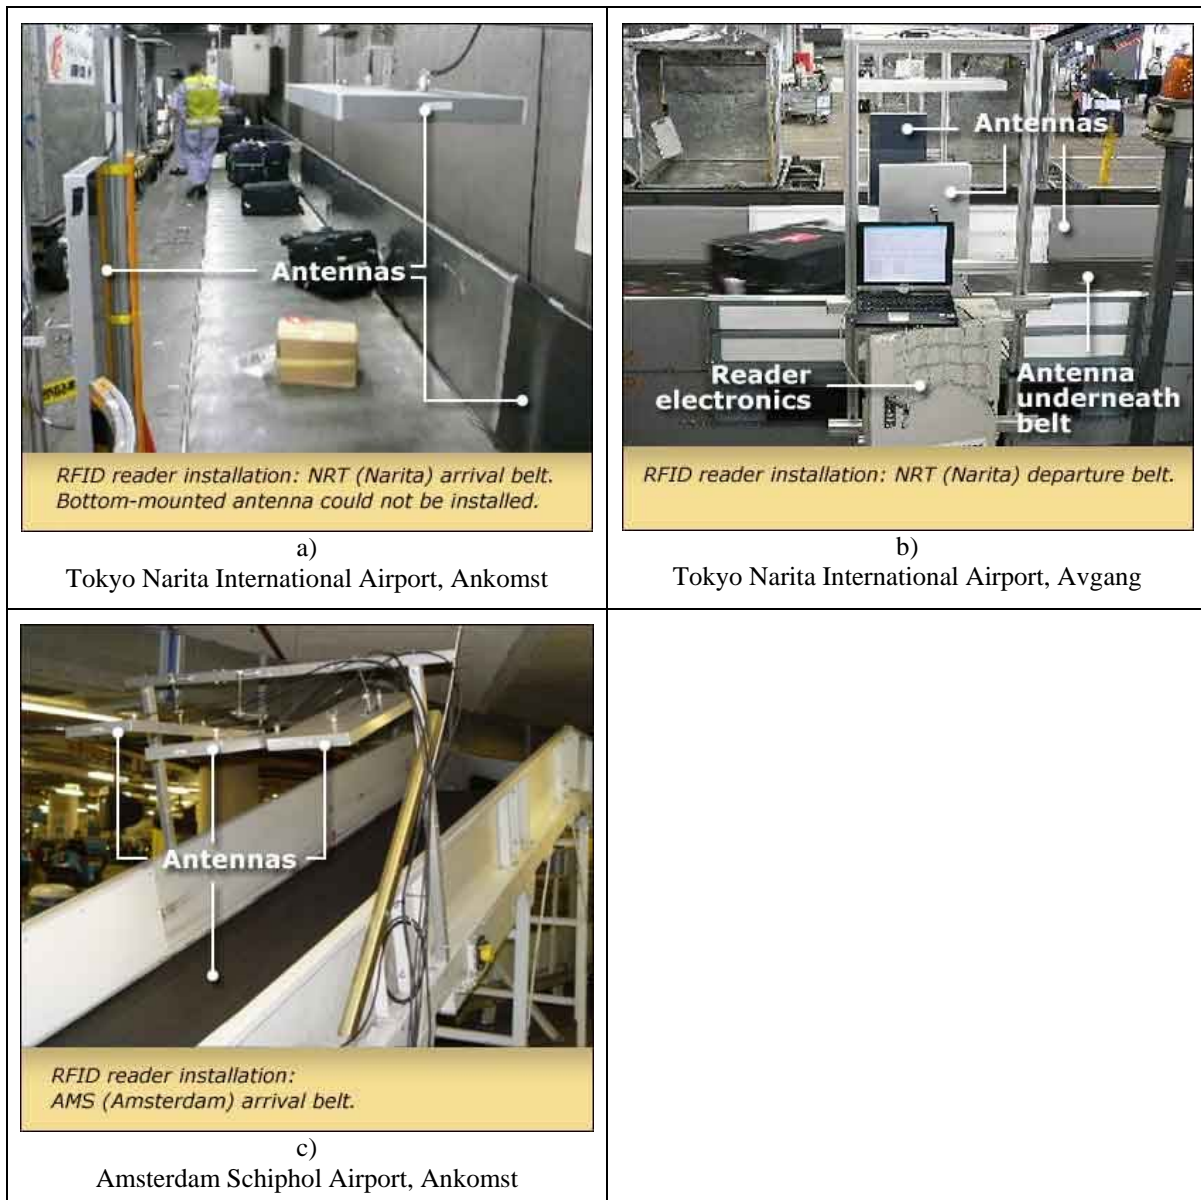 Antennas
RFID reader installation: NRT (Narita) arrival belt.
Bottom-mounted antenna could not be installed.
a)
Tokyo Narita International Airport, Ankomst
Antennas
Reader
electronics
Antenna
underneath
belt
RFID reader installation: NRT (Narita) departure belt.
b)
Tokyo Narita International Airport, Avgang
Antennas
RFID reader installation:
AMS (Amsterdam) arrival belt.
c)
Amsterdam Schiphol Airport, Ankomst